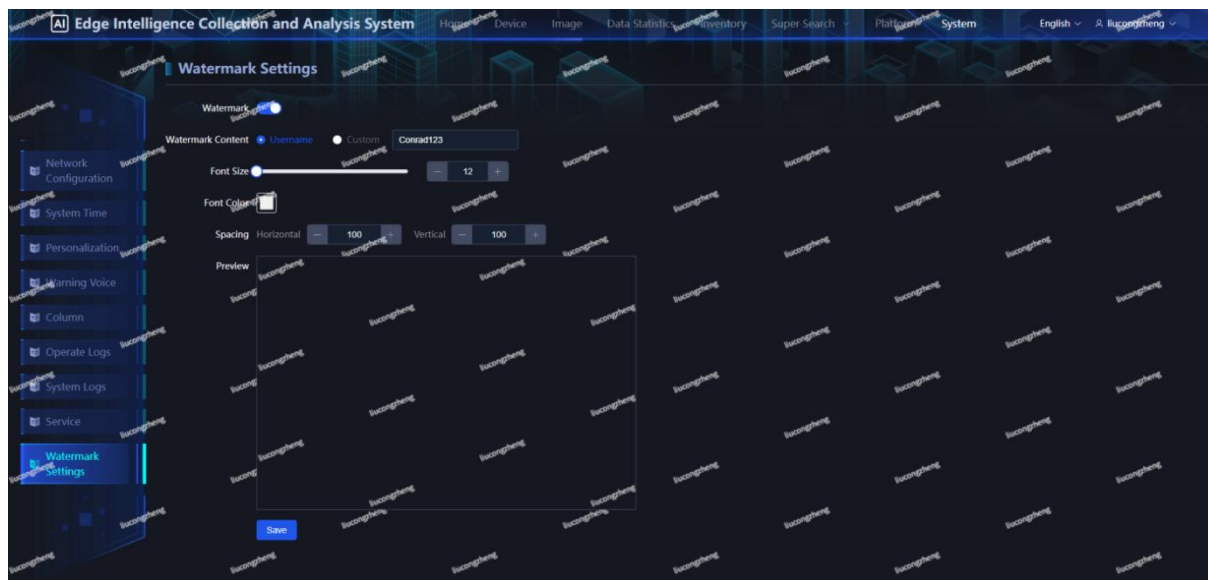 AI Edge Intelligence Collection and Analysis System Home Device Image Data Statistics Inventory Super Search Platform System English liucongzheng
Watermark Settings
Watermark
Watermark Content Username Custom Conrad123
Font Size 12
Font Color
Spacing Horizontal 100 Vertical 100
Preview
Save
Network
Configuration
System Time
Personalization
Warning Voice
Column
Operate Logs
System Logs
Service
Watermark
Settings
liucongzheng